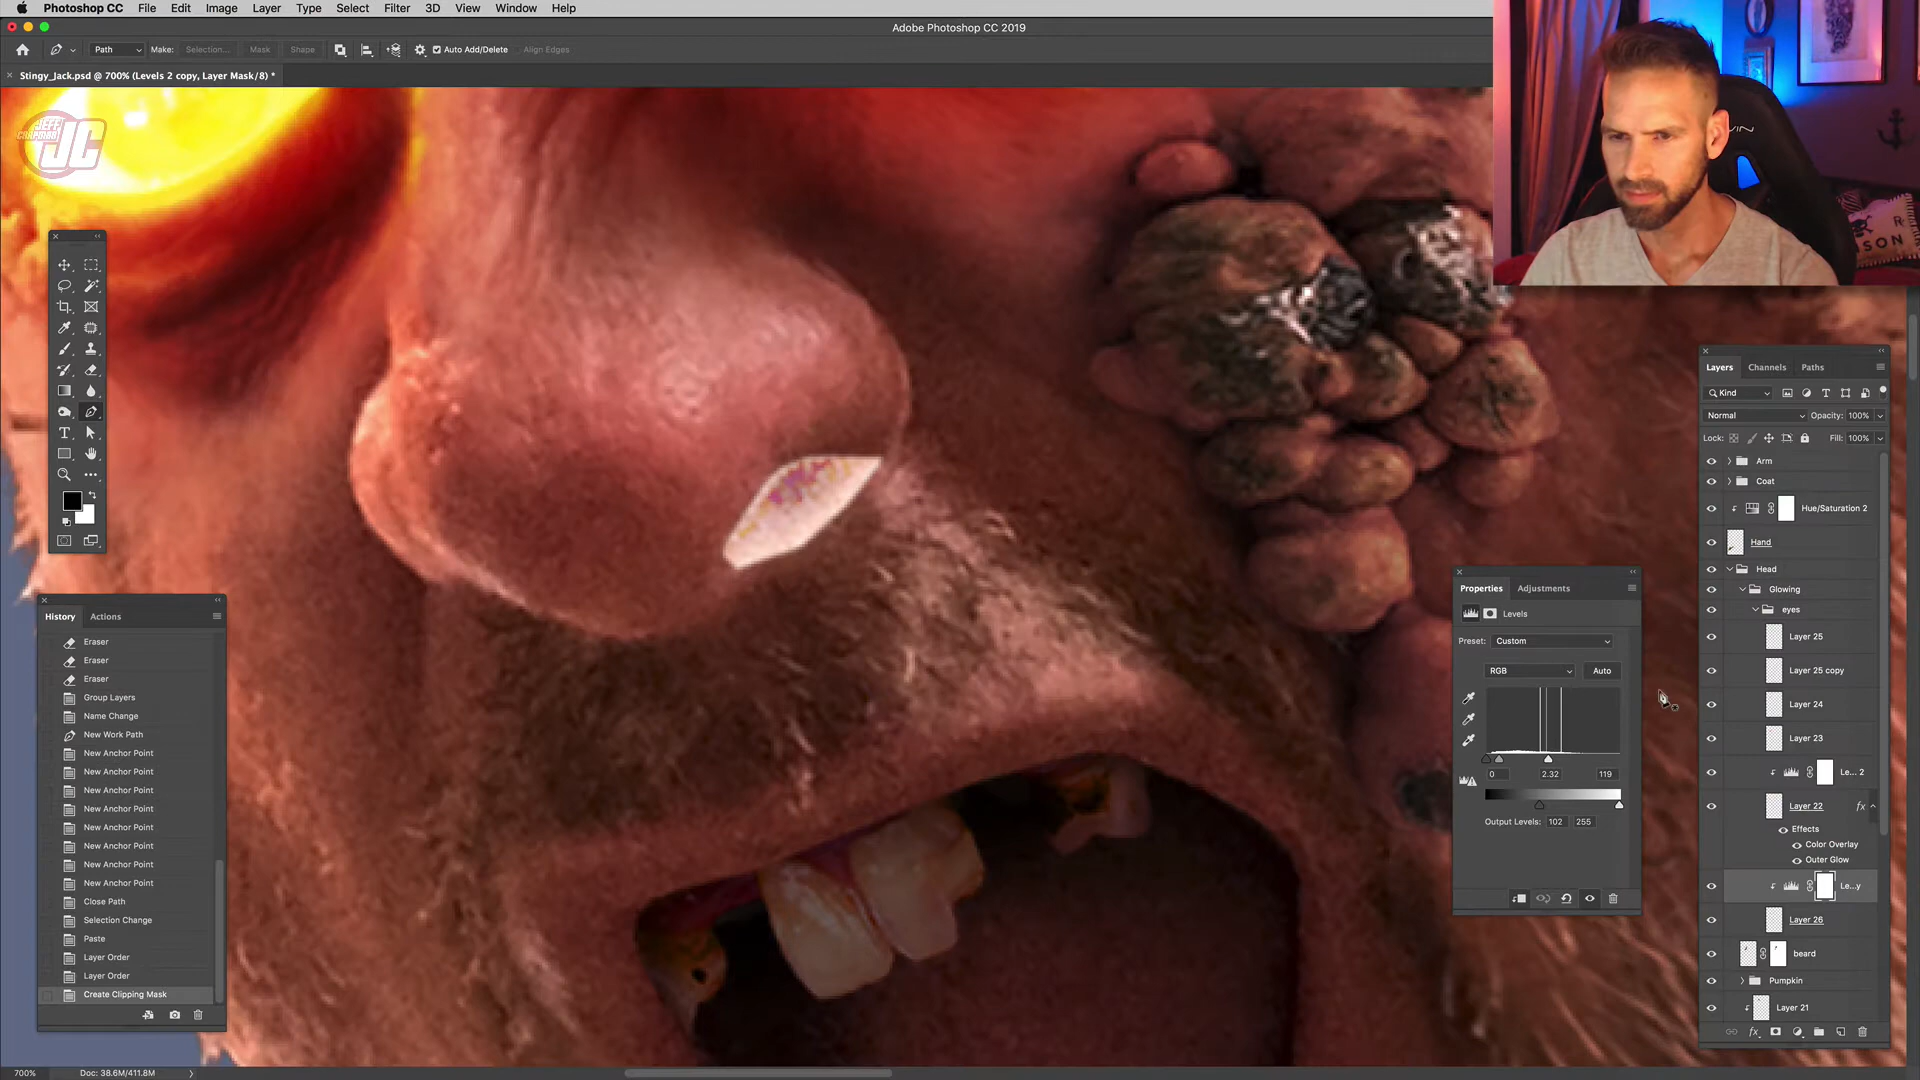 Photoshop CC File Edit Image Layer Type Select Filter 3D View Window Help
Adobe Photoshop CC 2019
Path Make: Selection... Mask Shape Auto Add/Delete Align Edges
Stingy_Jack.psd @ 700% (Levels 2 copy, Layer Mask/8) *
JEFF
CHAPMAN
JC
VIN
R
SON
History Actions
Eraser
Eraser
Eraser
Group Layers
Name Change
New Work Path
New Anchor Point
New Anchor Point
New Anchor Point
New Anchor Point
New Anchor Point
New Anchor Point
New Anchor Point
New Anchor Point
Close Path
Selection Change
Paste
Layer Order
Layer Order
Create Clipping Mask
Properties Adjustments
Levels
Preset: Custom
RGB Auto
0 2.32 119
Output Levels: 102 255
Layers Channels Paths
Kind
Normal Opacity: 100%
Lock: Fill: 100%
Arm
Coat
Hue/Saturation 2
Hand
Head
Glowing
eyes
Layer 25
Layer 25 copy
Layer 24
Layer 23
Le... 2
Layer 22 fx
Effects
Color Overlay
Outer Glow
Le...y
Layer 26
beard
Pumpkin
Layer 21
fx
700% Doc: 38.6M/411.8M